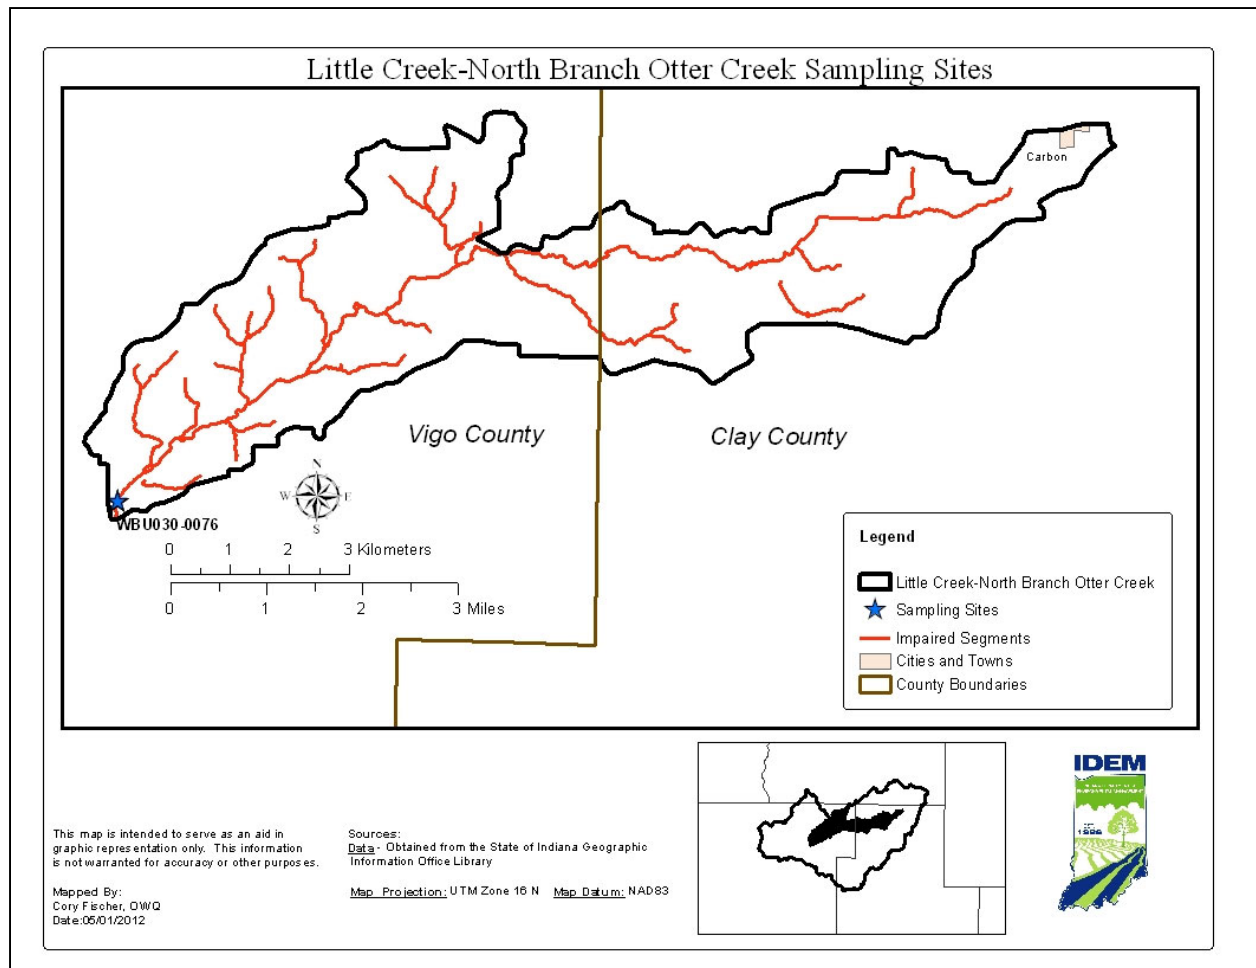 Little Creek-North Branch Otter Creek Sampling Sites
Carbon
Vigo County
Clay County
N
W
E
S
WBU030-0076
0 1 2 3 Kilometers
0 1 2 3 Miles
Legend
Little Creek-North Branch Otter Creek
Sampling Sites
Impaired Segments
Cities and Towns
County Boundaries
This map is intended to serve as an aid in
graphic representation only. This information
is not warranted for accuracy or other purposes.
Mapped By:
Cory Fischer, OWQ
Date:05/01/2012
Sources:
Data - Obtained from the State of Indiana Geographic
Information Office Library
Map Projection: UTM Zone 16 N Map Datum: NAD83
IDEM